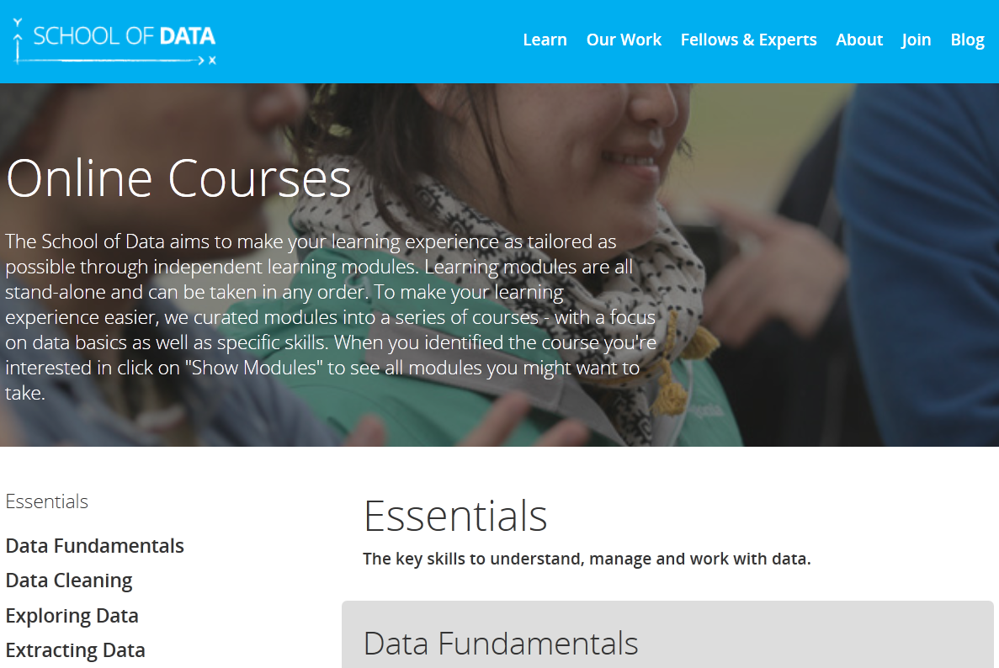 Y
SCHOOL OF DATA
X
Learn Our Work Fellows & Experts About Join Blog
Online Courses
The School of Data aims to make your learning experience as tailored as
possible through independent learning modules. Learning modules are all
stand-alone and can be taken in any order. To make your learning
experience easier, we curated modules into a series of courses - with a focus
on data basics as well as specific skills. When you identified the course you're
interested in click on "Show Modules" to see all modules you might want to
take.
Essentials
Data Fundamentals
Data Cleaning
Exploring Data
Extracting Data
Essentials
The key skills to understand, manage and work with data.
Data Fundamentals